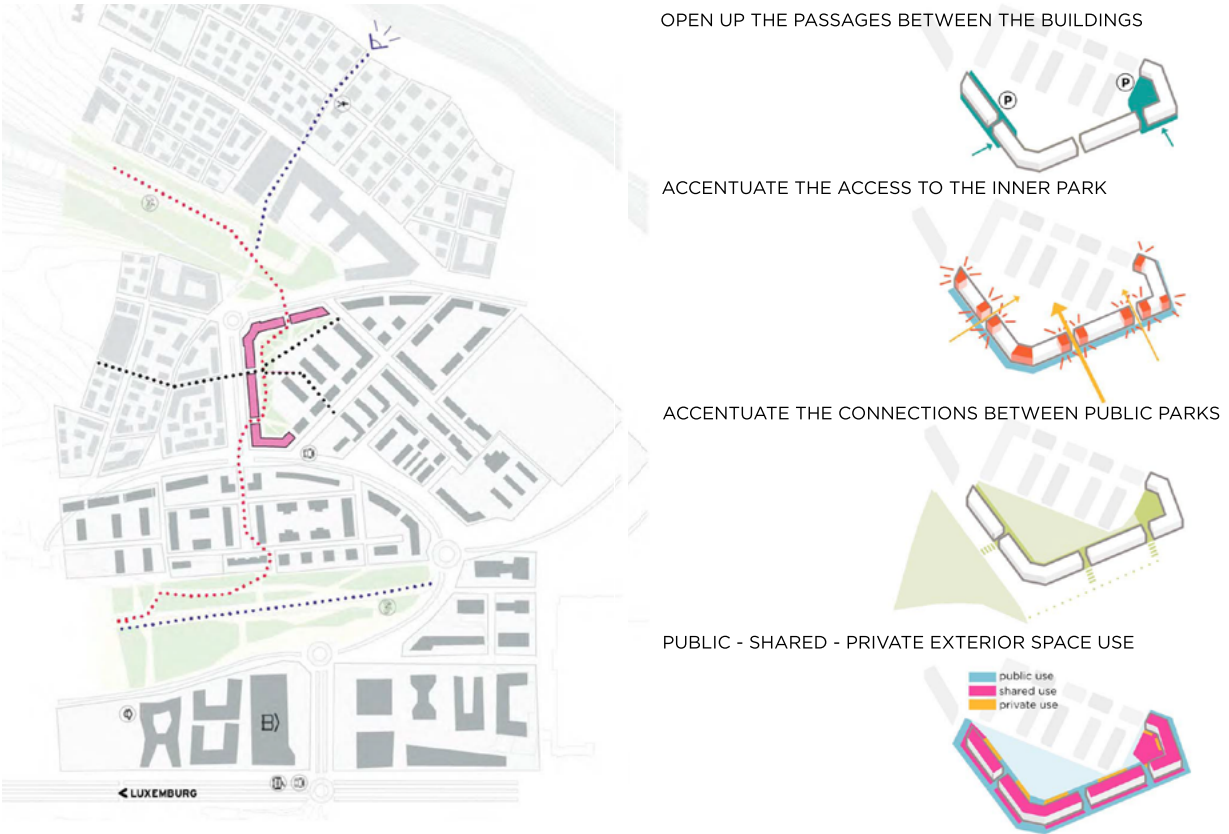 OPEN UP THE PASSAGES BETWEEN THE BUILDINGS
P
P
ACCENTUATE THE ACCESS TO THE INNER PARK
ACCENTUATE THE CONNECTIONS BETWEEN PUBLIC PARKS
PUBLIC - SHARED - PRIVATE EXTERIOR SPACE USE
public use
shared use
private use
B)
LUXEMBURG